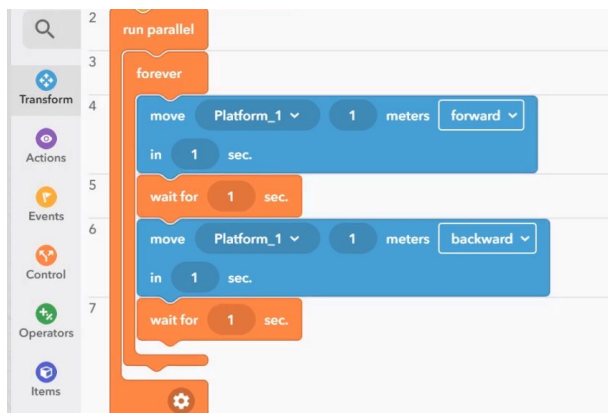 2
run parallel
3
forever
Transform
4
move Platform_1 1 meters forward
in 1 sec.
Actions
5
wait for 1 sec.
Events
6
move Platform_1 1 meters backward
in 1 sec.
Control
7
wait for 1 sec.
Operators
Items